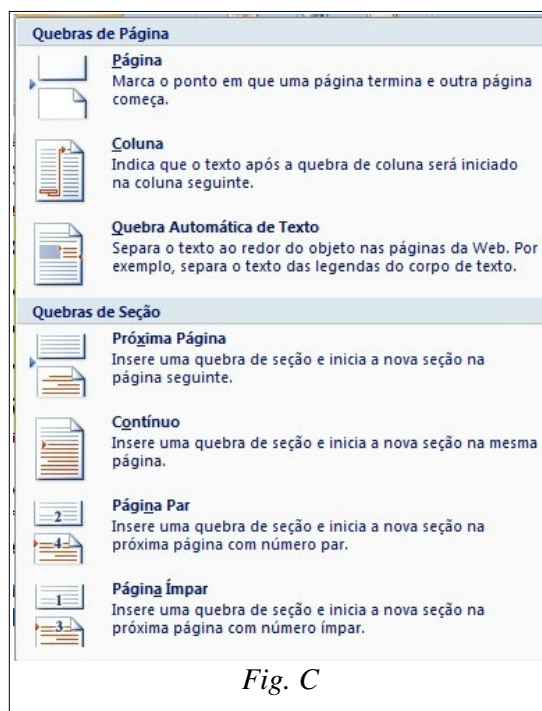 Quebras de Página
Página
Marca o ponto em que uma página termina e outra página
começa.
Coluna
Indica que o texto após a quebra de coluna será iniciado
na coluna seguinte.
Quebra Automática de Texto
Separa o texto ao redor do objeto nas páginas da Web. Por
exemplo, separa o texto das legendas do corpo de texto.
Quebras de Seção
Próxima Página
Insere uma quebra de seção e inicia a nova seção na
página seguinte.
Contínuo
Insere uma quebra de seção e inicia a nova seção na mesma
página.
2
4
Página Par
Insere uma quebra de seção e inicia a nova seção na
próxima página com número par.
1
3
Página Ímpar
Insere uma quebra de seção e inicia a nova seção na
próxima página com número ímpar.
Fig. C